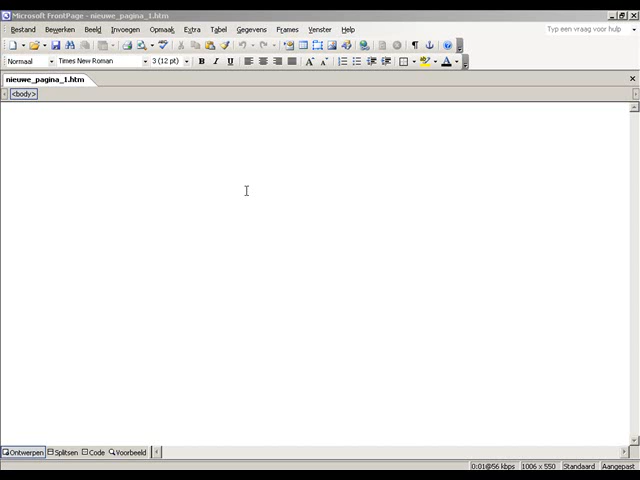 Microsoft FrontPage - nieuwe_pagina_1.htm
Bestand Bewerken Beeld Invoegen Opmaak Extra Tabel Gegevens Frames Venster Help Typ een vraag voor hulp
Normaal Times New Roman 3 (12 pt) B I U A A ab A
nieuwe_pagina_1.htm
<body>
Ontwerpen Splitsen Code Voorbeeld
0:01@56 kbps 1006 x 550 Standaard Aangepast